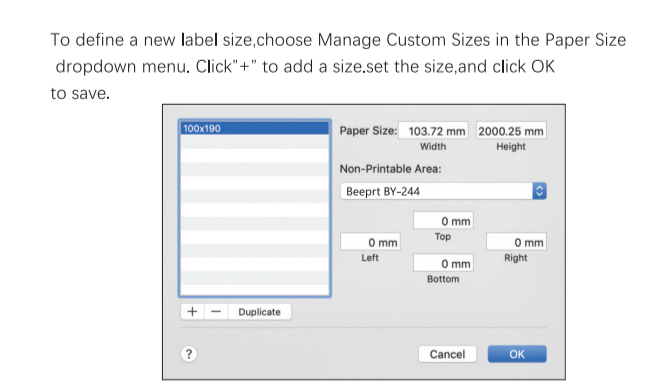 To define a new label size,choose Manage Custom Sizes in the Paper Size
dropdown menu. Click"+" to add a size.set the size,and click OK
to save.
100x190
Paper Size: 103.72 mm 2000.25 mm
Width Height
Non-Printable Area:
Beeprt BY-244
0 mm
Top
0 mm 0 mm
Left Right
0 mm
Bottom
+ − Duplicate
? Cancel OK